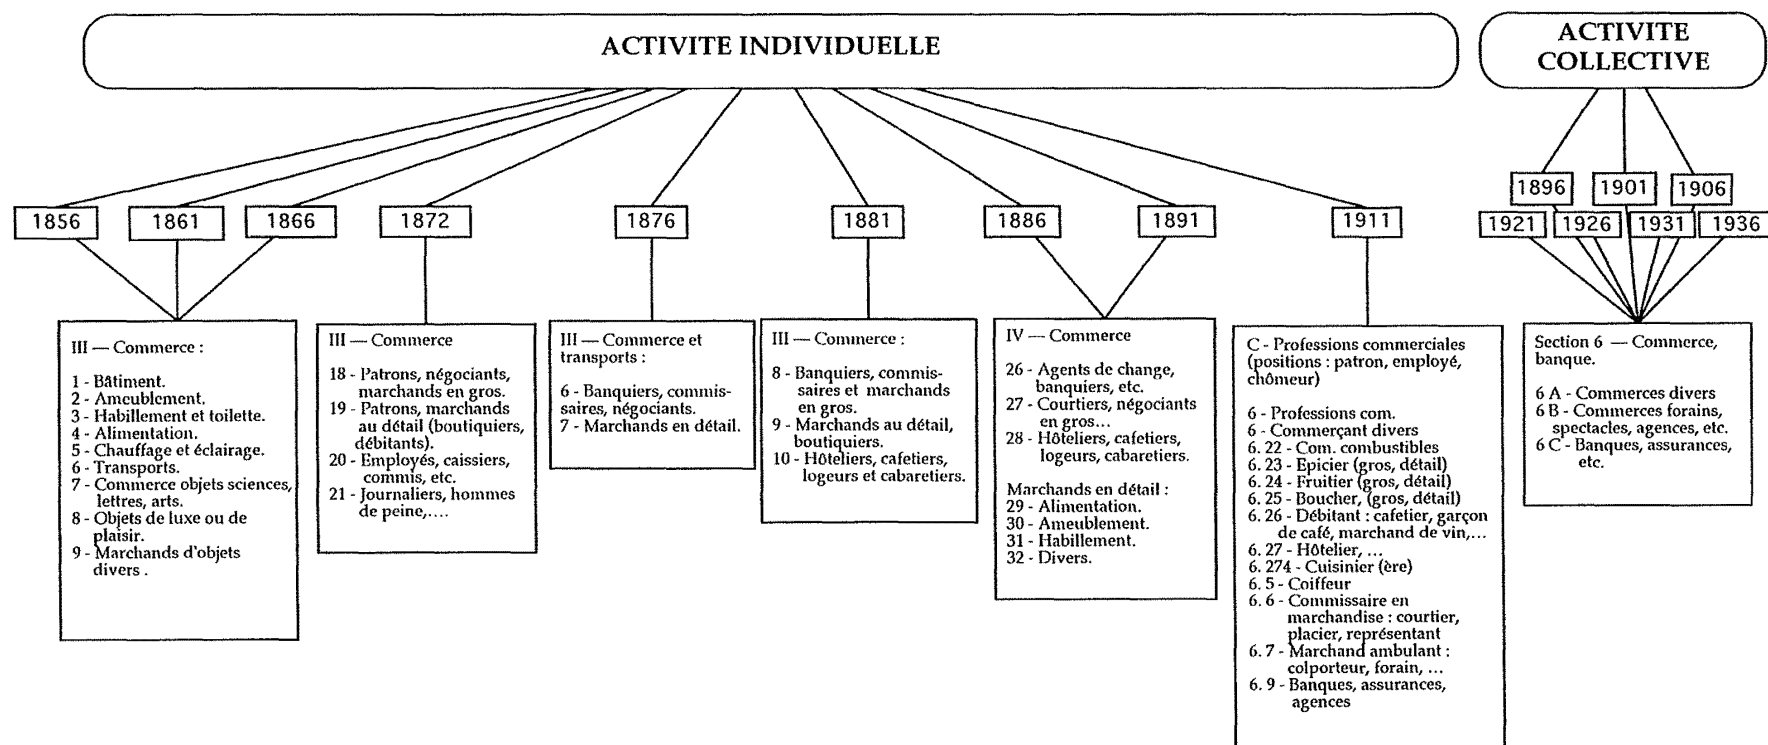 ACTIVITE INDIVIDUELLE
ACTIVITE
COLLECTIVE
1856
1861
1866
1872
1876
1881
1886
1891
1911
1896
1901
1906
1921
1926
1931
1936
III — Commerce :
1 - Bâtiment.
2 - Ameublement.
3 - Habillement et toilette.
4 - Alimentation.
5 - Chauffage et éclairage.
6 - Transports.
7 - Commerce objets sciences,
lettres, arts.
8 - Objets de luxe ou de
plaisir.
9 - Marchands d'objets
divers .
III — Commerce
18 - Patrons, négociants,
marchands en gros.
19 - Patrons, marchands
au détail (boutiquiers,
débitants).
20 - Employés, caissiers,
commis, etc.
21 - Journaliers, hommes
de peine,....
III — Commerce et
transports :
6 - Banquiers, commis-
saires, négociants.
7 - Marchands en détail.
III — Commerce :
8 - Banquiers, commis-
saires et marchands
en gros.
9 - Marchands au détail,
boutiquiers.
10 - Hôteliers, cafetiers,
logeurs et cabaretiers.
IV — Commerce
26 - Agents de change,
banquiers, etc.
27 - Courtiers, négociants
en gros...
28 - Hôteliers, cafetiers,
logeurs, cabaretiers.
Marchands en détail :
29 - Alimentation.
30 - Ameublement.
31 - Habillement.
32 - Divers.
C - Professions commerciales
(positions : patron, employé,
chômeur)
6 - Professions com.
6 - Commerçant divers
6. 22 - Com. combustibles
6. 23 - Epicier (gros, détail)
6. 24 - Fruitier (gros, détail)
6. 25 - Boucher, (gros, détail)
6. 26 - Débitant : cafetier, garçon
de café, marchand de vin,...
6. 27 - Hôtelier, ...
6. 274 - Cuisinier (ère)
6. 5 - Coiffeur
6. 6 - Commissaire en
marchandise : courtier,
placier, représentant
6. 7 - Marchand ambulant :
colporteur, forain, ...
6. 9 - Banques, assurances,
agences
Section 6 — Commerce,
banque.
6 A - Commerces divers
6 B - Commerces forains,
spectacles, agences, etc.
6 C - Banques, assurances,
etc.